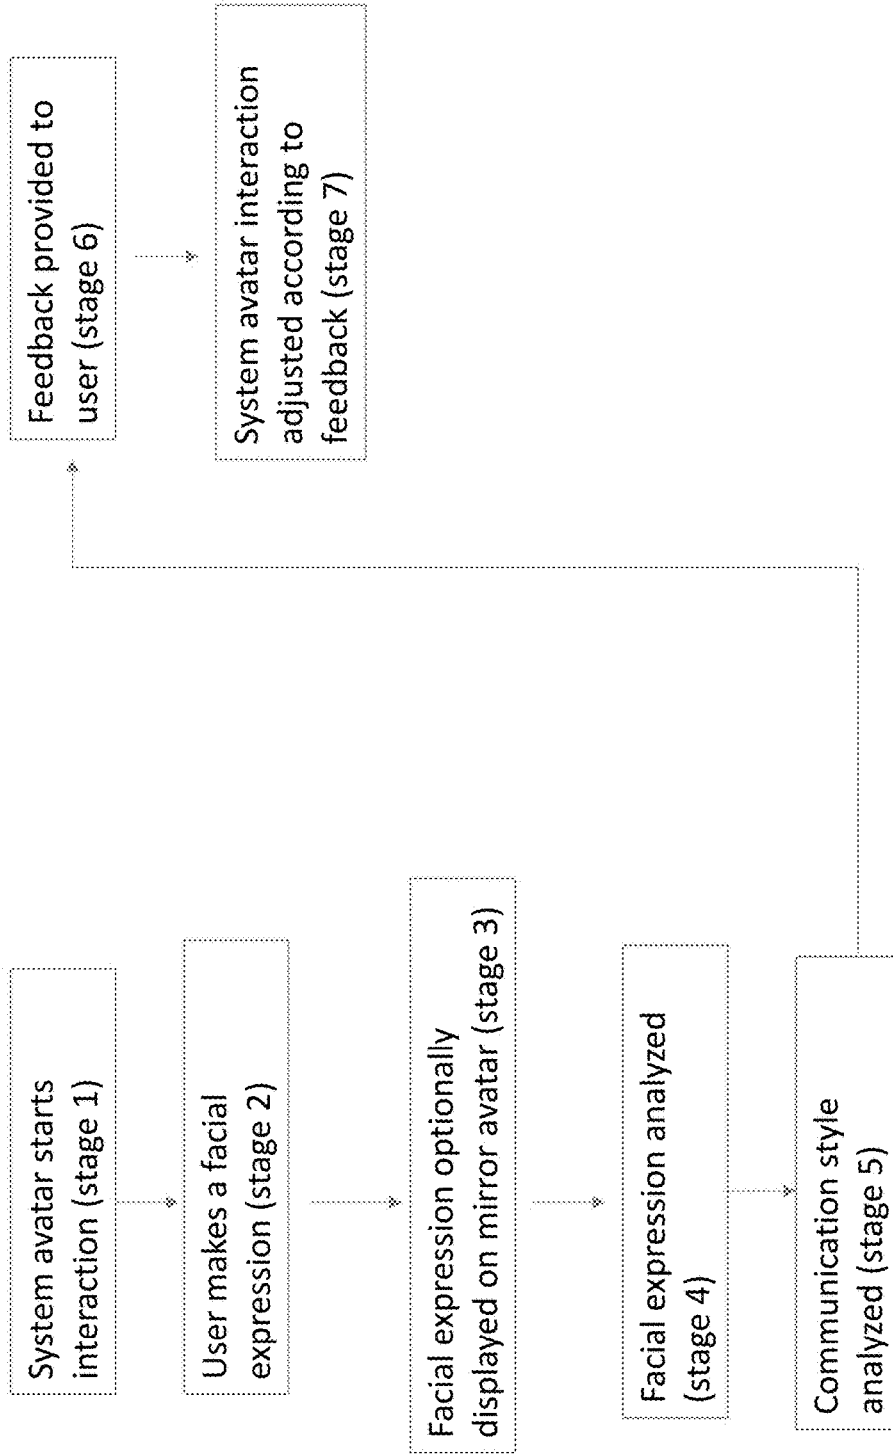 System avatar starts
interaction (stage 1)
User makes a facial
expression (stage 2)
Facial expression optionally
displayed on mirror avatar (stage 3)
Facial expression analyzed
(stage 4)
Communication style
analyzed (stage 5)
Feedback provided to
user (stage 6)
System avatar interaction
adjusted according to
feedback (stage 7)